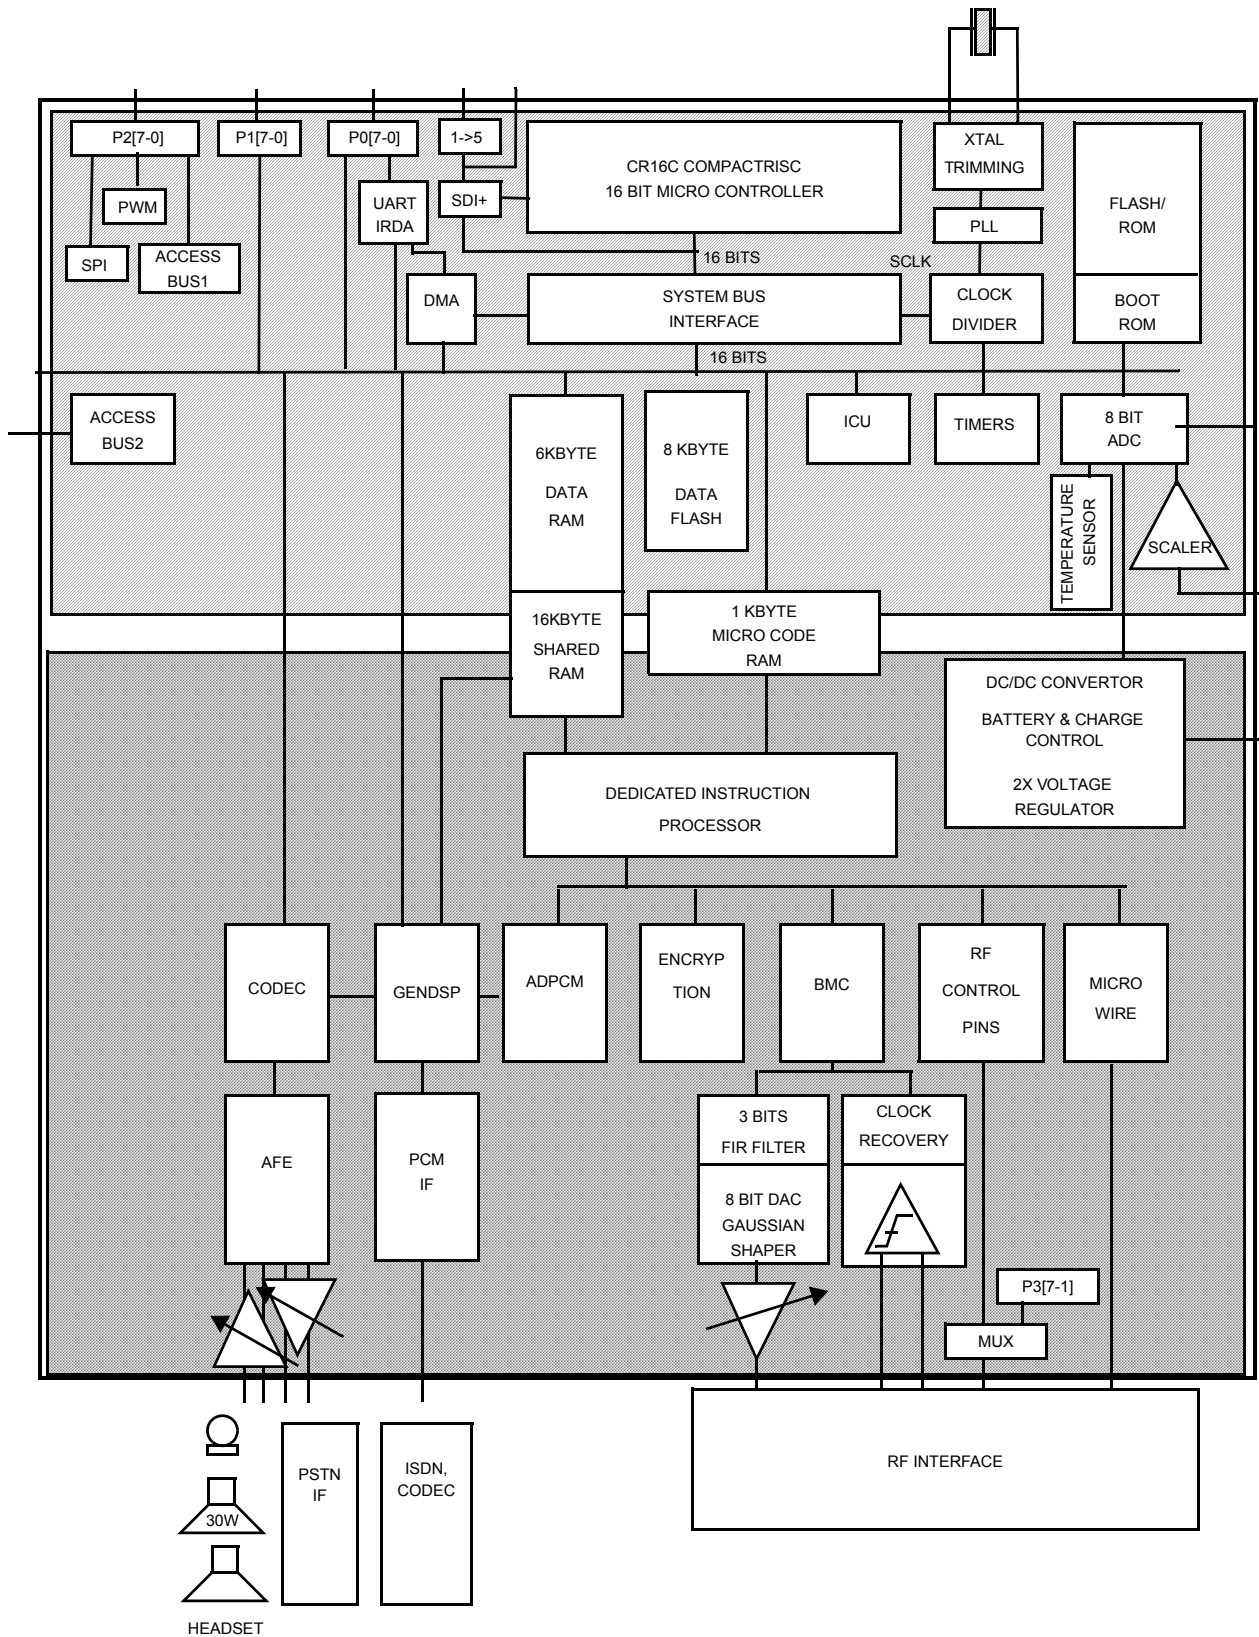 P2[7-0]
P1[7-0]
P0[7-0]
1->5
CR16C COMPACTRISC
16 BIT MICRO CONTROLLER
XTAL
TRIMMING
FLASH/
ROM
PWM
UART
IRDA
SDI+
PLL
SPI
ACCESS
BUS1
16 BITS
SCLK
DMA
SYSTEM BUS
INTERFACE
CLOCK
DIVIDER
BOOT
ROM
16 BITS
ACCESS
BUS2
6KBYTE
DATA
RAM
8 KBYTE
DATA
FLASH
ICU
TIMERS
8 BIT
ADC
TEMPERATURE
SENSOR
SCALER
16KBYTE
SHARED
RAM
1 KBYTE
MICRO CODE
RAM
DC/DC CONVERTOR
BATTERY & CHARGE
CONTROL
2X VOLTAGE
REGULATOR
DEDICATED INSTRUCTION
PROCESSOR
CODEC
GENDSP
ADPCM
ENCRYP
TION
BMC
RF
CONTROL
PINS
MICRO
WIRE
AFE
PCM
IF
3 BITS
FIR FILTER
8 BIT DAC
GAUSSIAN
SHAPER
CLOCK
RECOVERY
P3[7-1]
MUX
PSTN
IF
ISDN,
CODEC
RF INTERFACE
30W
HEADSET